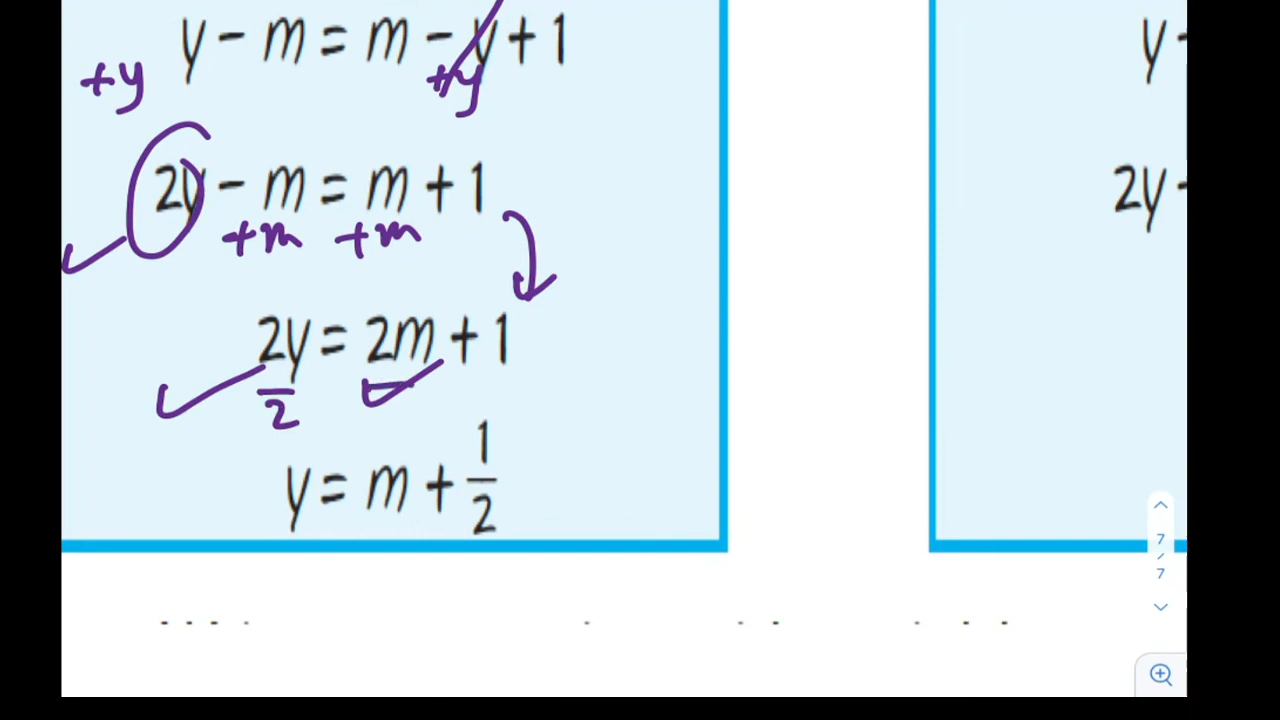 y - m = m - y + 1
+y +y
2y - m = m + 1
+m +m
2y = 2m + 1
2
y = m + 1/2
y -
2y -
7
/
7